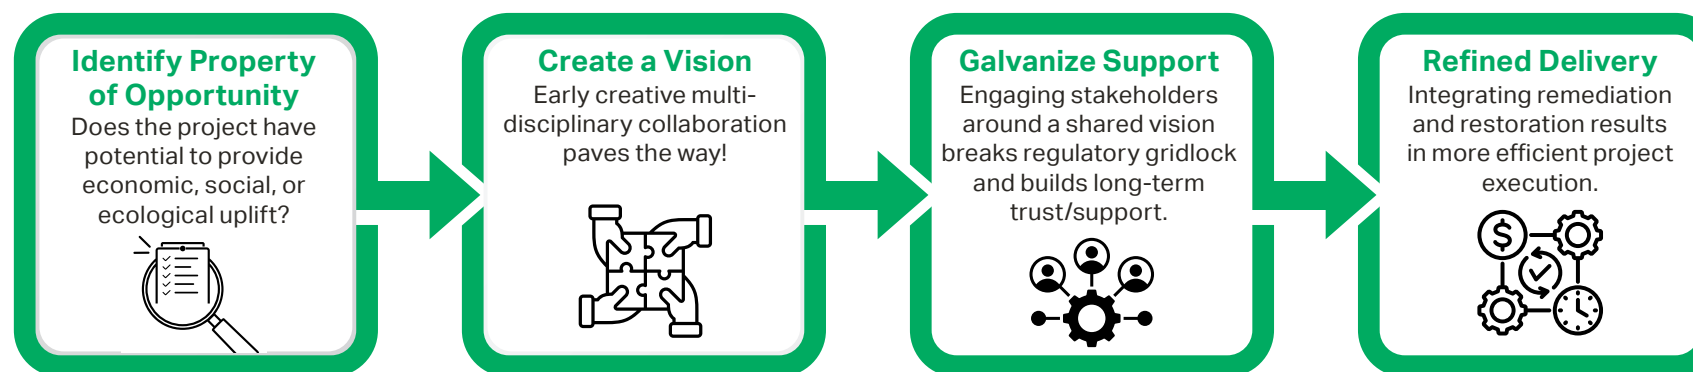 Identify Property
of Opportunity
Does the project have
potential to provide
economic, social, or
ecological uplift?
Create a Vision
Early creative multi-
disciplinary collaboration
paves the way!
Galvanize Support
Engaging stakeholders
around a shared vision
breaks regulatory gridlock
and builds long-term
trust/support.
Refined Delivery
Integrating remediation
and restoration results
in more efficient project
execution.
$